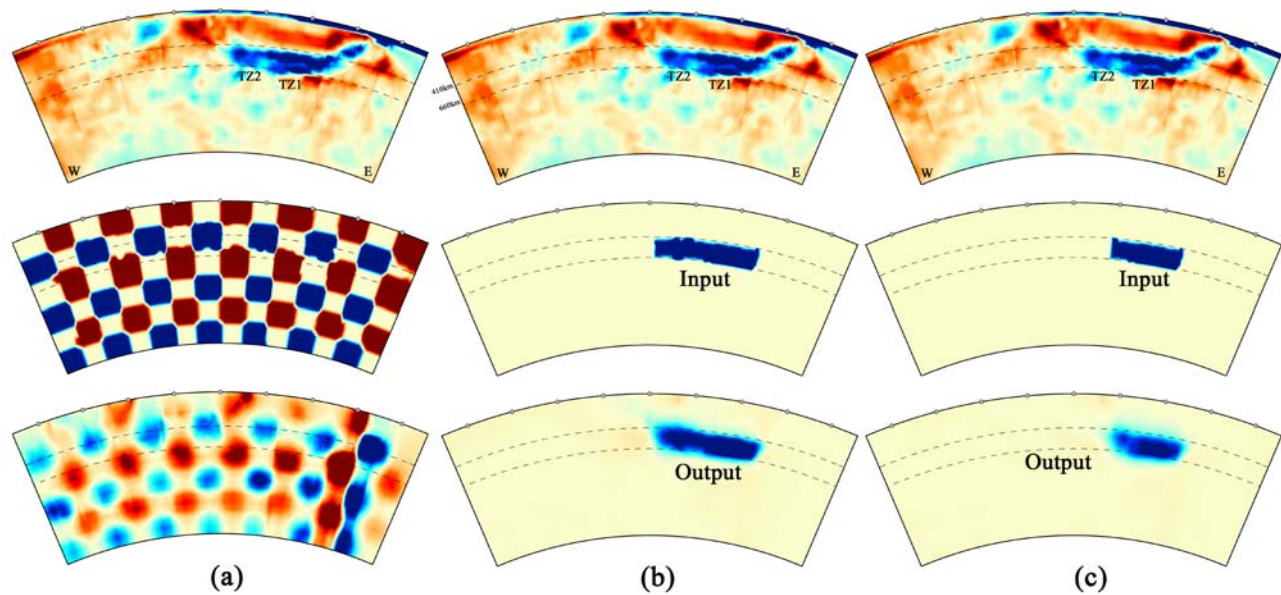 TZ2
TZ1
W
E
410km
660km
TZ2
TZ1
W
E
TZ2
TZ1
W
E
Input
Input
Output
Output
(a)
(b)
(c)